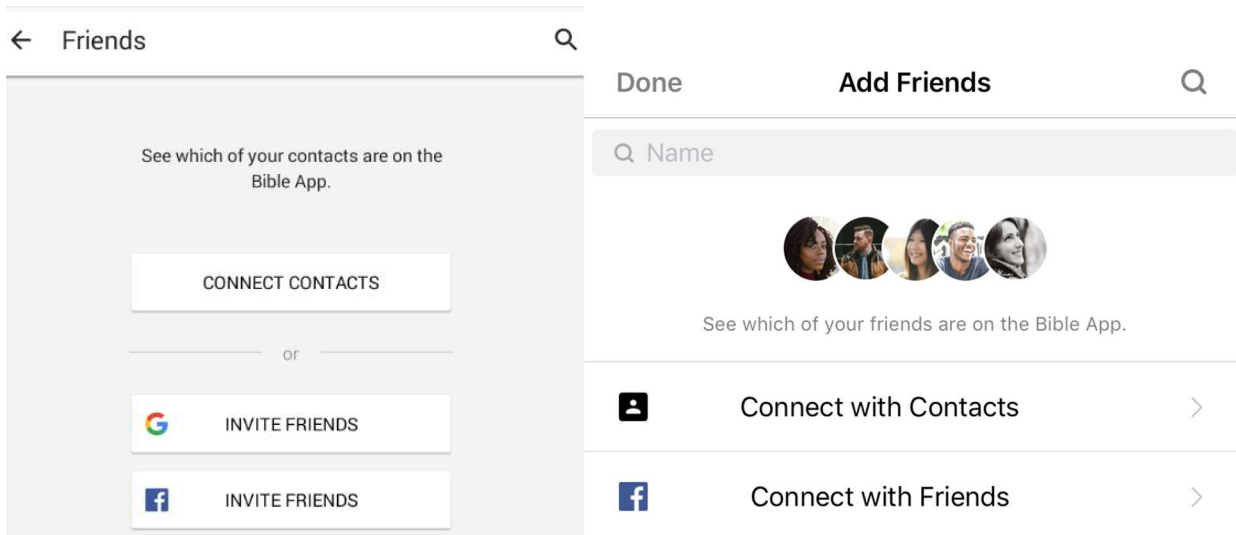 Friends
See which of your contacts are on the
Bible App.
CONNECT CONTACTS
or
INVITE FRIENDS
INVITE FRIENDS
Done
Add Friends
Name
See which of your friends are on the Bible App.
Connect with Contacts
Connect with Friends